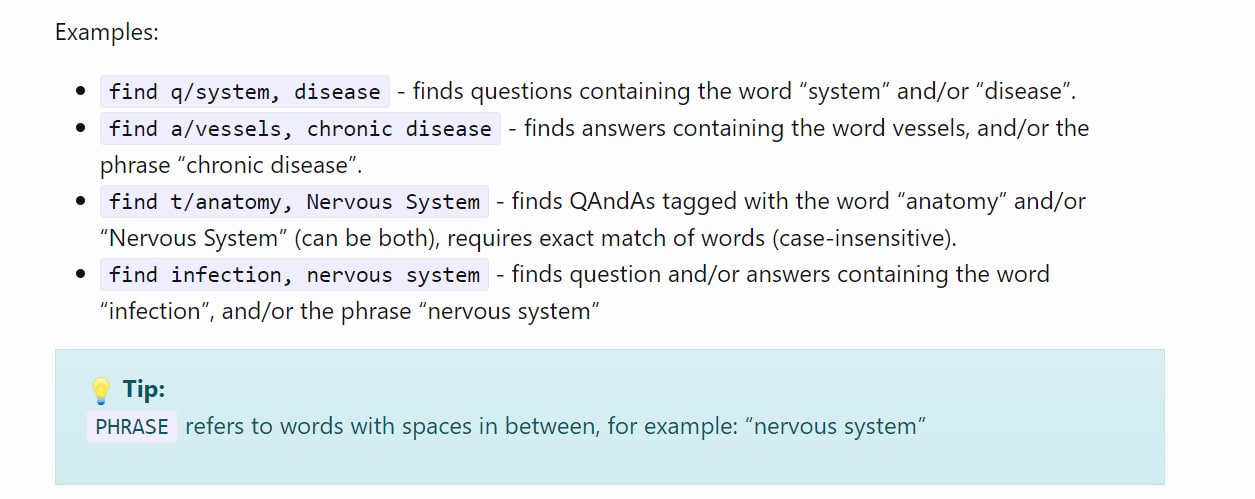 Examples:
find q/system, disease - finds questions containing the word “system” and/or “disease”.
find a/vessels, chronic disease - finds answers containing the word vessels, and/or the
phrase “chronic disease”.
find t/anatomy, Nervous System - finds QAndAs tagged with the word “anatomy” and/or
“Nervous System” (can be both), requires exact match of words (case-insensitive).
find infection, nervous system - finds question and/or answers containing the word
“infection”, and/or the phrase “nervous system”
💡 Tip:
PHRASE refers to words with spaces in between, for example: “nervous system”